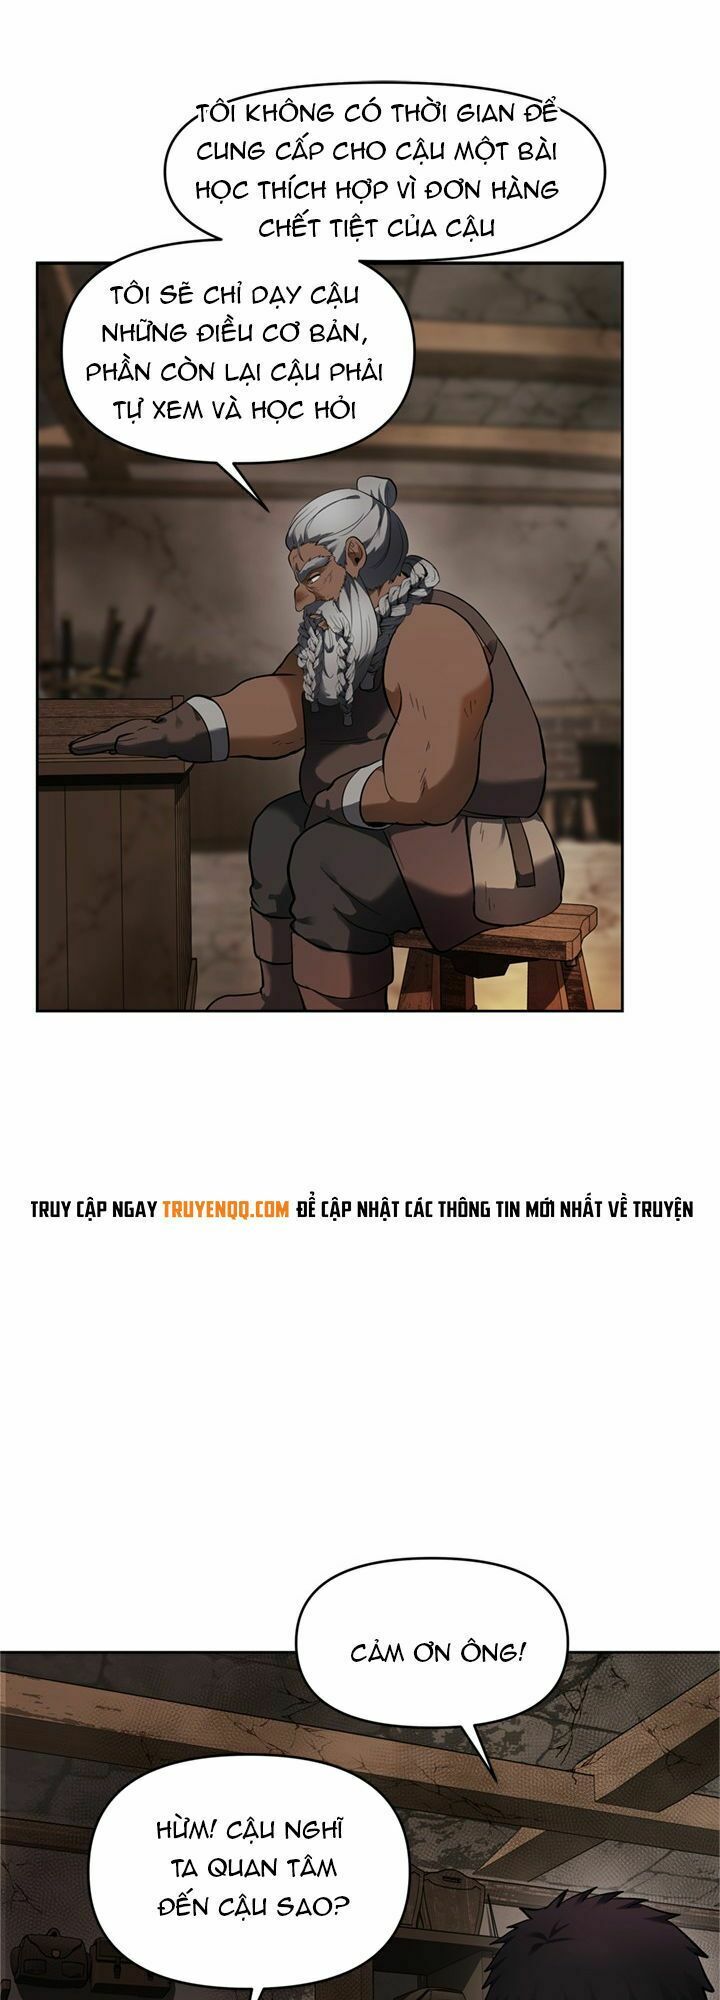 TÔI KHÔNG CÓ THỜI GIAN ĐỂ
CUNG CẤP CHO CẬU MỘT BÀI
HỌC THÍCH HỢP VÌ ĐƠN HÀNG
CHẾT TIỆT CỦA CẬU
TÔI SẼ CHỈ DẠY CẬU
NHỮNG ĐIỀU CƠ BẢN,
PHẦN CÒN LẠI CẬU PHẢI
TỰ XEM VÀ HỌC HỎI
TRUY CẬP NGAY TRUYENQQ.COM ĐỂ CẬP NHẬT CÁC THÔNG TIN MỚI NHẤT VỀ TRUYỆN
CẢM ƠN ÔNG!
HỪM! CẬU NGHĨ
TA QUAN TÂM
ĐẾN CẬU SAO?